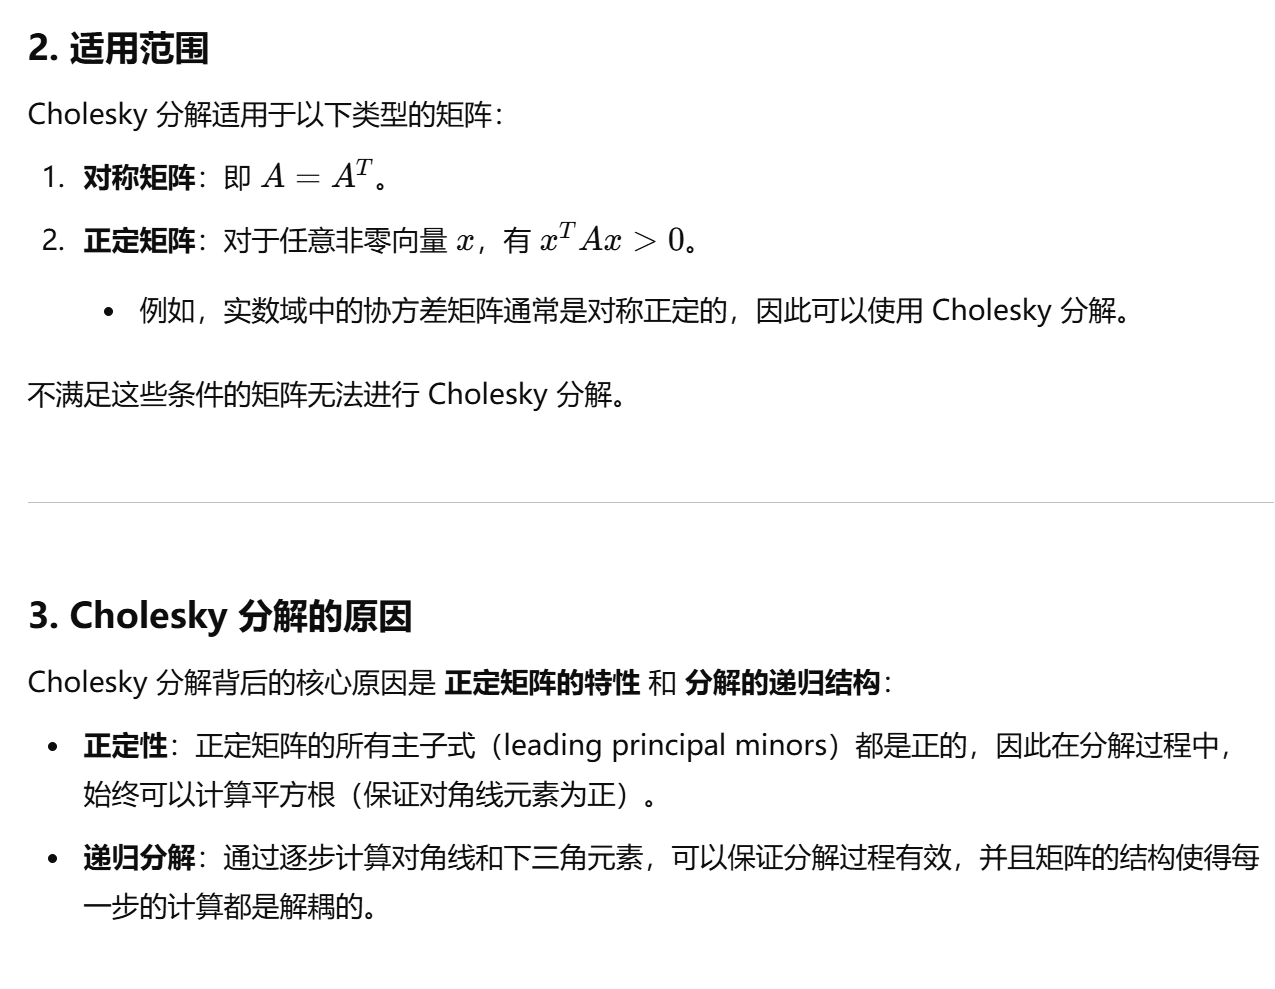 2. 适用范围
Cholesky 分解适用于以下类型的矩阵：
1. 对称矩阵：即 A = A^T。
2. 正定矩阵：对于任意非零向量 x，有 x^T Ax > 0。
• 例如，实数域中的协方差矩阵通常是对称正定的，因此可以使用 Cholesky 分解。
不满足这些条件的矩阵无法进行 Cholesky 分解。
3. Cholesky 分解的原因
Cholesky 分解背后的核心原因是 正定矩阵的特性 和 分解的递归结构：
• 正定性：正定矩阵的所有主子式（leading principal minors）都是正的，因此在分解过程中，
始终可以计算平方根（保证对角线元素为正）。
• 递归分解：通过逐步计算对角线和下三角元素，可以保证分解过程有效，并且矩阵的结构使得每
一步的计算都是解耦的。